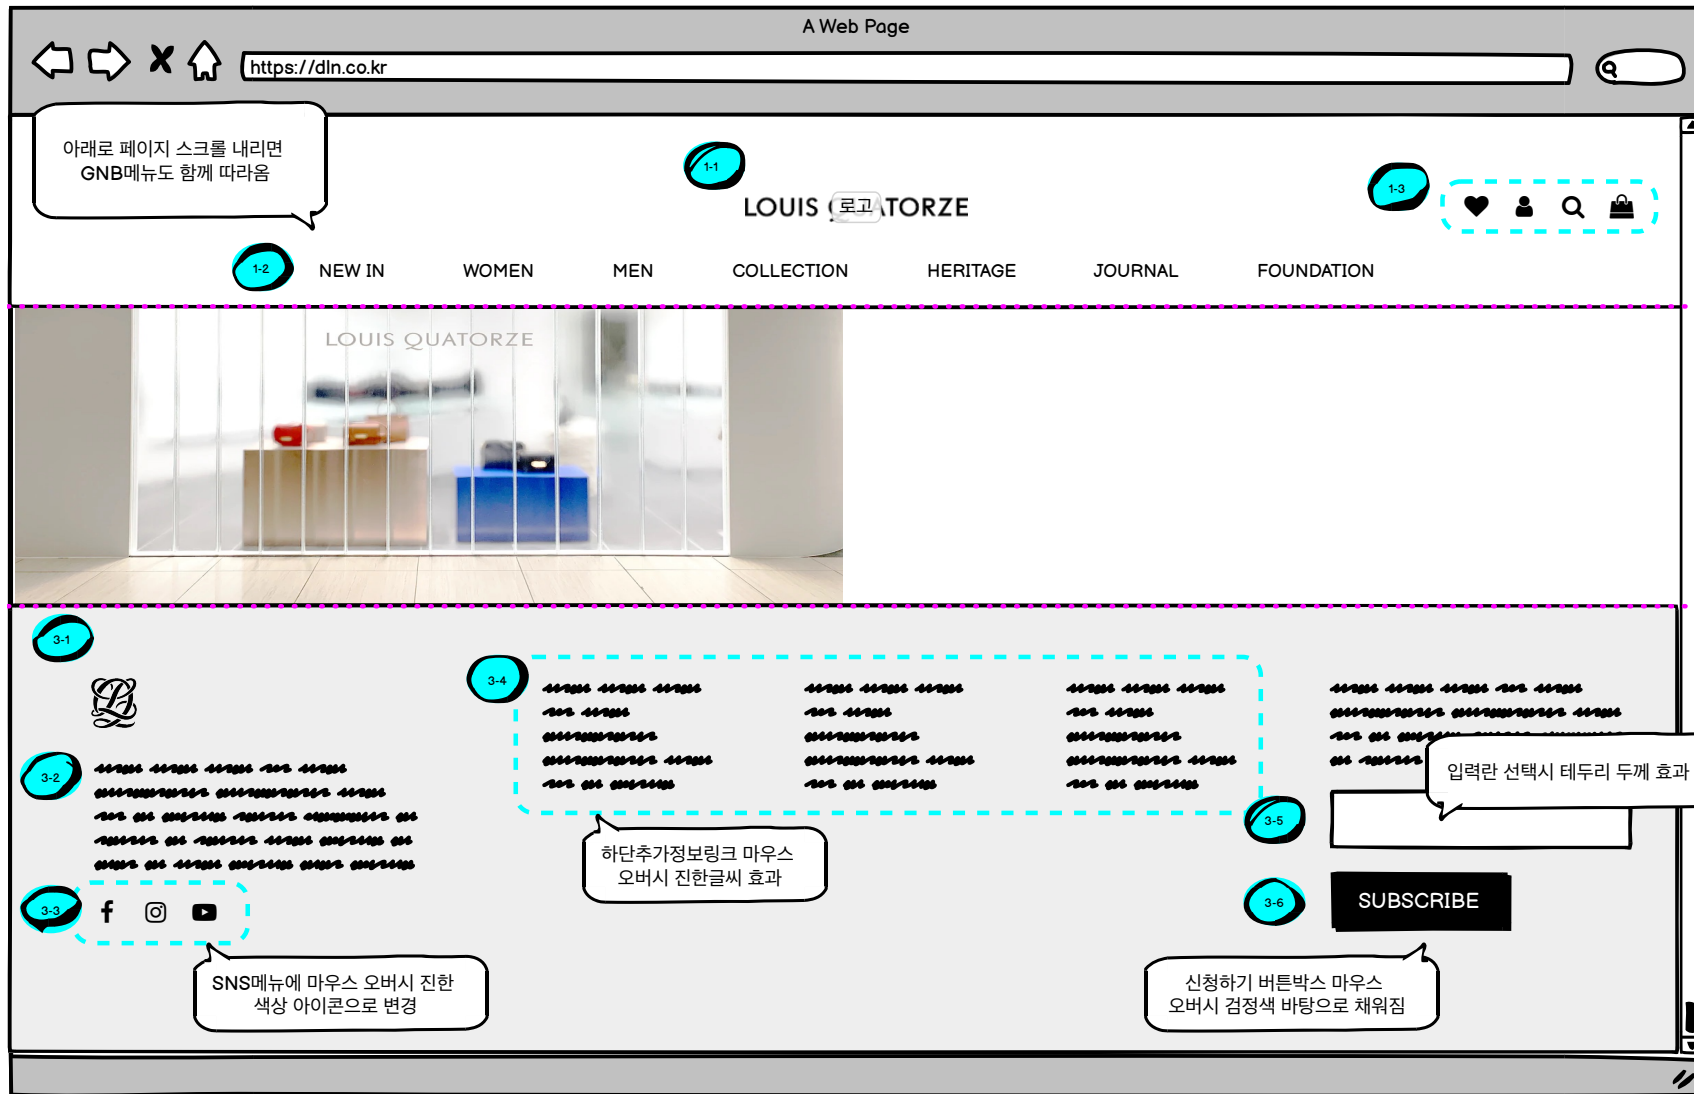 A Web Page
https://dln.co.kr
아래로 페이지 스크롤 내리면
GNB메뉴도 함께 따라옴
1-1
LOUIS QUATORZE
로고
1-3
1-2
NEW IN
WOMEN
MEN
COLLECTION
HERITAGE
JOURNAL
FOUNDATION
LOUIS QUATORZE
3-1
3-4
3-2
입력란 선택시 테두리 두께 효과
3-5
하단추가정보링크 마우스
오버시 진한글씨 효과
3-3
3-6
SUBSCRIBE
SNS메뉴에 마우스 오버시 진한
색상 아이콘으로 변경
신청하기 버튼박스 마우스
오버시 검정색 바탕으로 채워짐